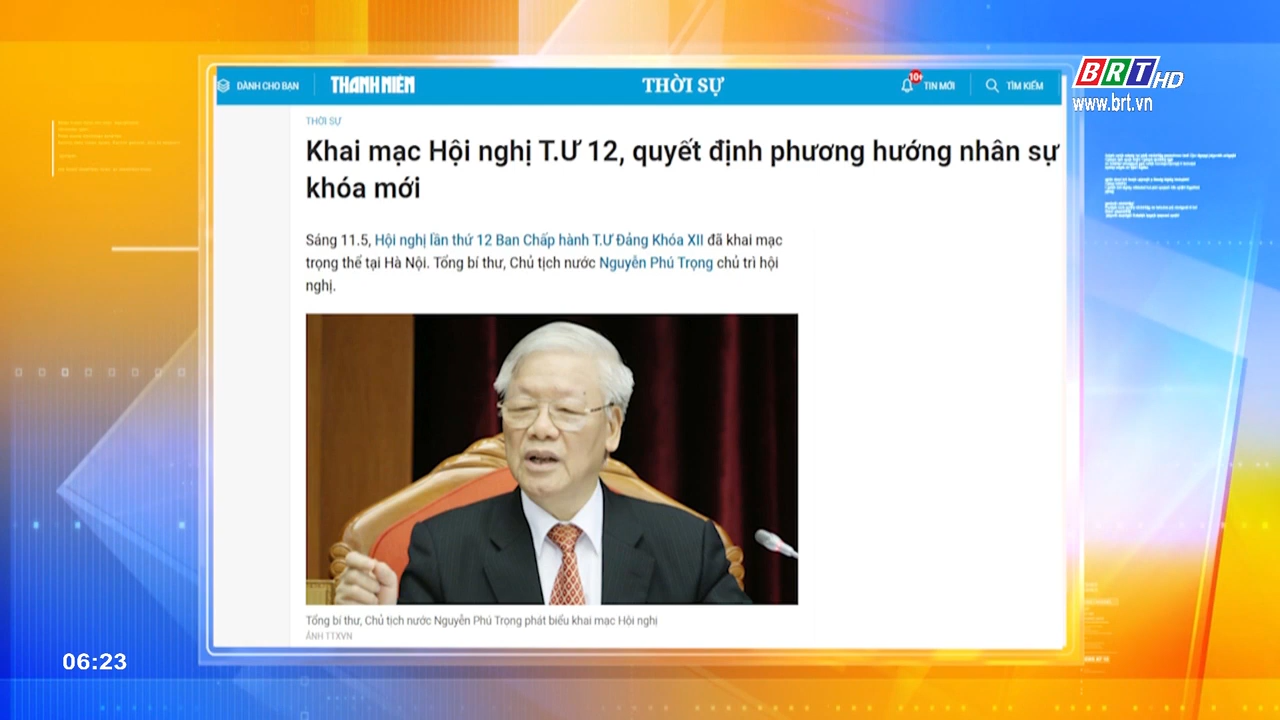 BRT HD
www.brt.vn
DÀNH CHO BẠN
THANH NIÊN
THỜI SỰ
10+
TIN MỚI
TÌM KIẾM
THỜI SỰ
Khai mạc Hội nghị T.Ư 12, quyết định phương hướng nhân sự
khóa mới
Sáng 11.5, Hội nghị lần thứ 12 Ban Chấp hành T.Ư Đảng Khóa XII đã khai mạc
trọng thể tại Hà Nội. Tổng bí thư, Chủ tịch nước Nguyễn Phú Trọng chủ trì hội
nghị.
Tổng bí thư, Chủ tịch nước Nguyễn Phú Trọng phát biểu khai mạc Hội nghị
ẢNH TTXVN
06:23